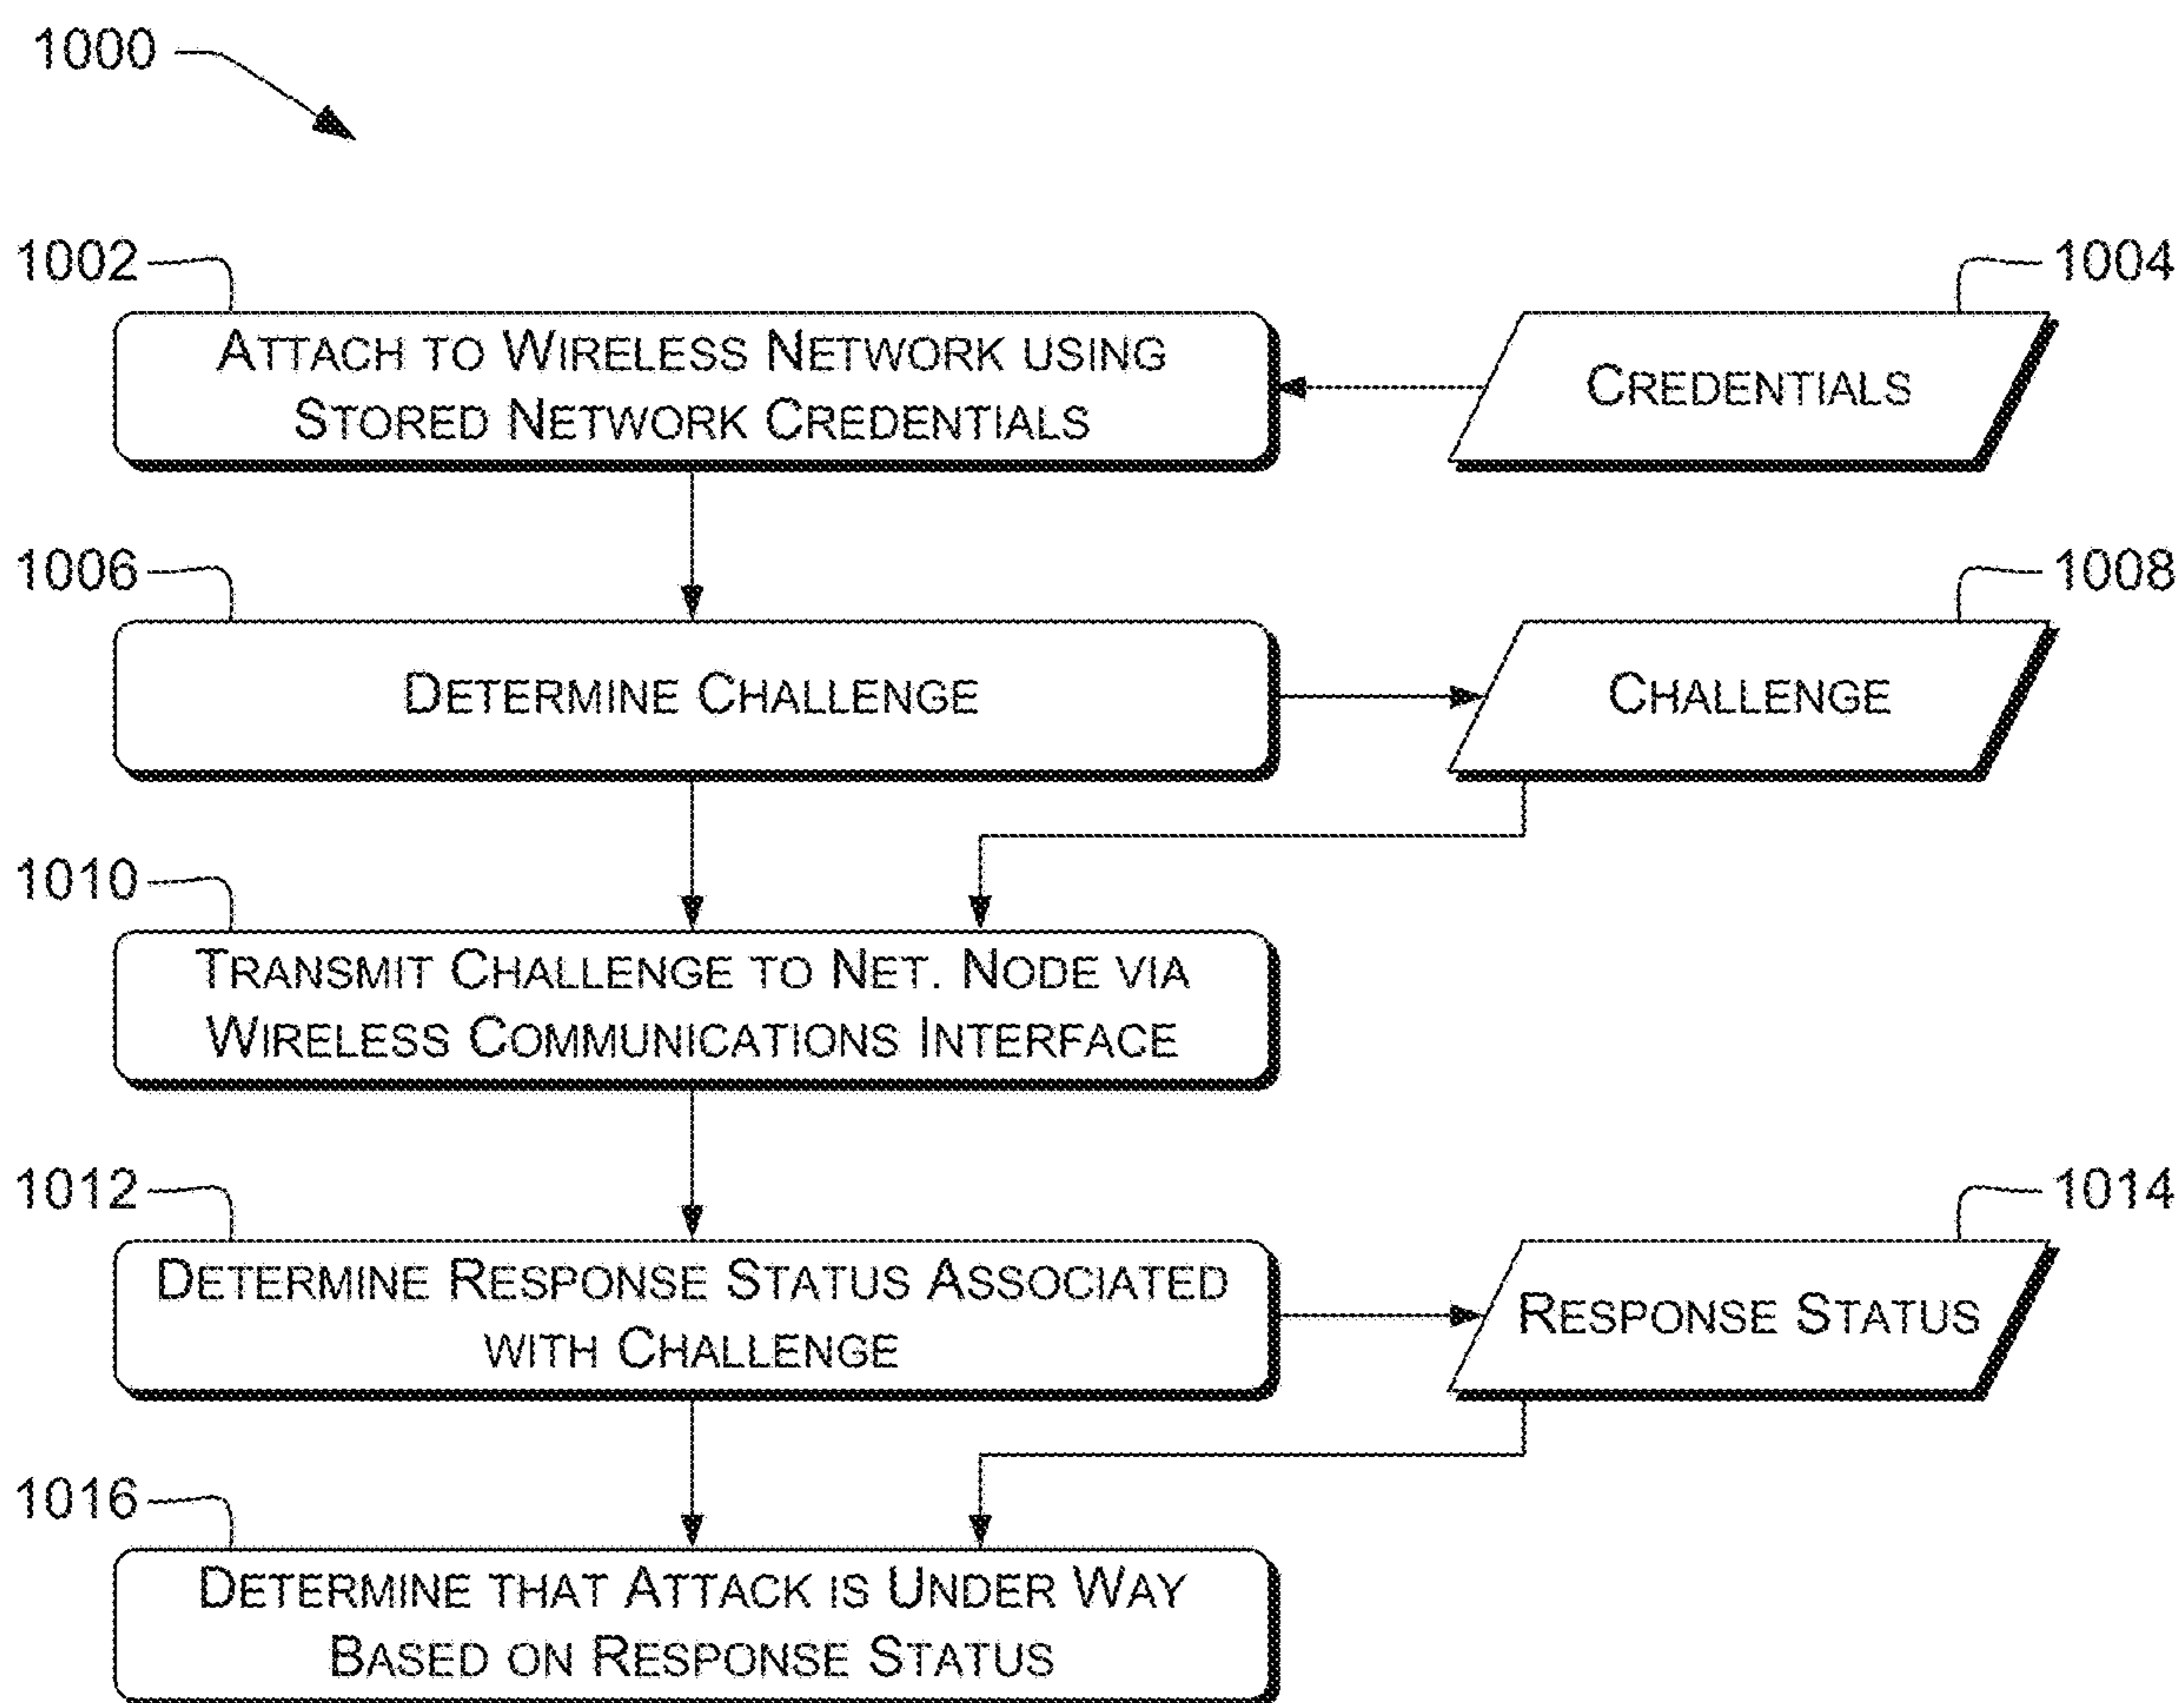 1000
1002
1004
ATTACH TO WIRELESS NETWORK USING
STORED NETWORK CREDENTIALS
CREDENTIALS
1006
1008
DETERMINE CHALLENGE
CHALLENGE
1010
TRANSMIT CHALLENGE TO NET. NODE VIA
WIRELESS COMMUNICATIONS INTERFACE
1012
1014
DETERMINE RESPONSE STATUS ASSOCIATED
WITH CHALLENGE
RESPONSE STATUS
1016
DETERMINE THAT ATTACK IS UNDER WAY
BASED ON RESPONSE STATUS